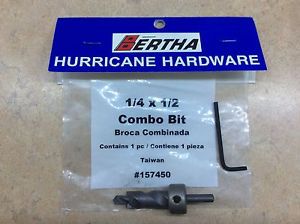 BERTHA
HURRICANE HARDWARE
1/4 x 1/2
Combo Bit
Broca Combinada
Contains 1 pc / Contiene 1 pieza
Taiwan
#157450